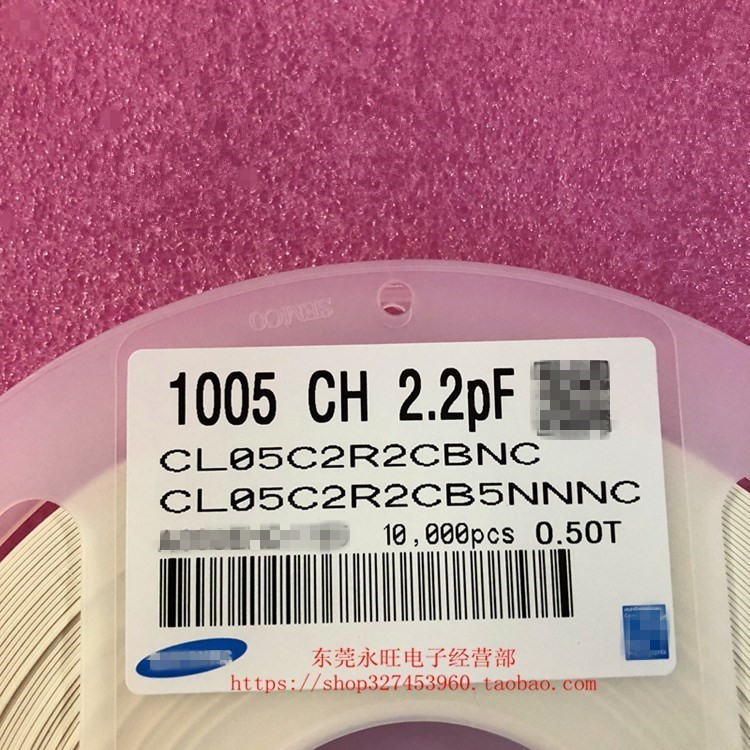 SEMCO
1005 CH 2.2pF
CL05C2R2CBNC
CL05C2R2CB5NNNC
10,000pcs 0.50T
东莞永旺电子经营部
https://shop327453960.taobao.com